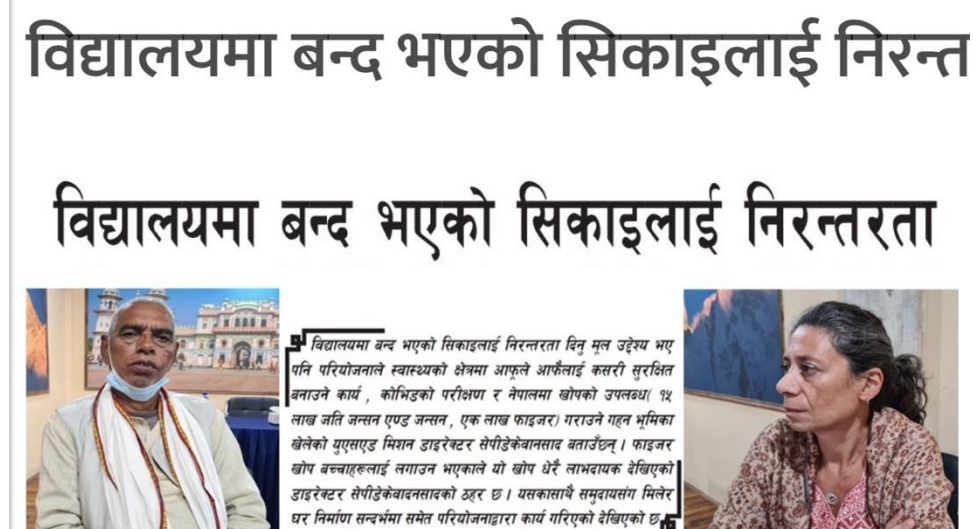 विद्यालयमा बन्द भएको सिकाइलाई निरन्त
विद्यालयमा बन्द भएको सिकाइलाई निरन्तरता
विद्यालयमा बन्द भएको सिकाइलाई निरन्तरता दिनु मूल उद्देश्य भए
पनि परियोजनाले स्वास्थ्यको क्षेत्रमा आफूले आफैलाई कसरी सुरक्षित
बनाउने कार्य , कोभिडको परीक्षण र नेपालमा खोपको उपलब्ध( १५
लाख जति जन्सन एण्ड जन्सन , एक लाख फाइजर) गराउने गहन भूमिका
खेलेको युएसएड मिशन डाइरेक्टर सेपीडेकेवानसाद बताउँछन् । फाइजर
खोप बच्चाहरूलाई लगाउन भएकाले यो खोप धेरै लाभदायक देखिएको
डाइरेक्टर सेपीडेकेवादनसादको ठहर छ । यसकासाथै समुदायसंग मिलेर
घर निर्माण सन्दर्भमा समेत परियोजनाद्वारा कार्य गरिएको देखिएको छ